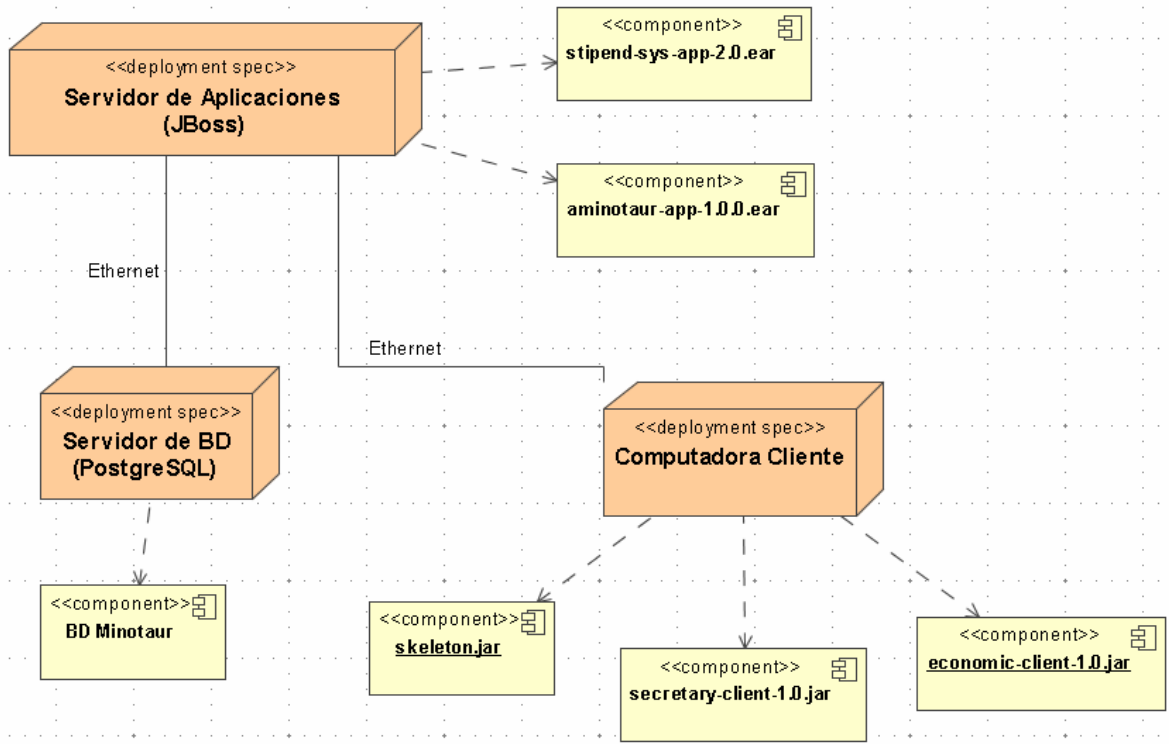 <<component>>
stipend-sys-app-2.0.ear
<<deployment spec>>
Servidor de Aplicaciones
(JBoss)
<<component>>
aminotaur-app-1.0.0.ear
Ethernet
Ethernet
<<deployment spec>>
Servidor de BD
(PostgreSQL)
<<deployment spec>>
Computadora Cliente
<<component>>
BD Minotaur
<<component>>
skeleton.jar
<<component>>
secretary-client-1.0.jar
<<component>>
economic-client-1.0.jar